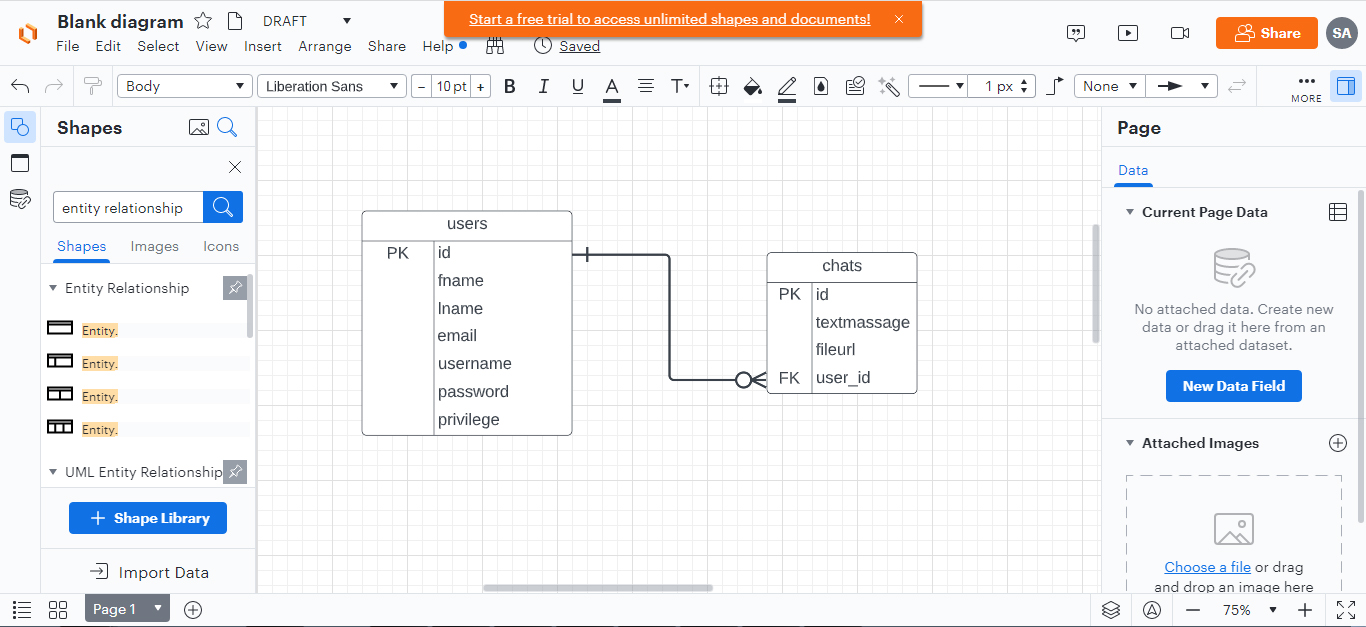 Blank diagram
DRAFT
Start a free trial to access unlimited shapes and documents!
File Edit Select View Insert Arrange Share Help
Saved
Share
SA
Body
Liberation Sans
- 10 pt +
B I U A T
1 px
None
MORE
Shapes
entity relationship
Shapes Images Icons
Entity Relationship
Entity.
Entity.
Entity.
Entity.
UML Entity Relationship
+ Shape Library
Import Data
users
PK id
fname
lname
email
username
password
privilege
chats
PK id
textmassage
fileurl
FK user_id
Page
Data
Current Page Data
No attached data. Create new
data or drag it here from an
attached dataset.
New Data Field
Attached Images
Choose a file or drag
and drop an image here
Page 1
75%